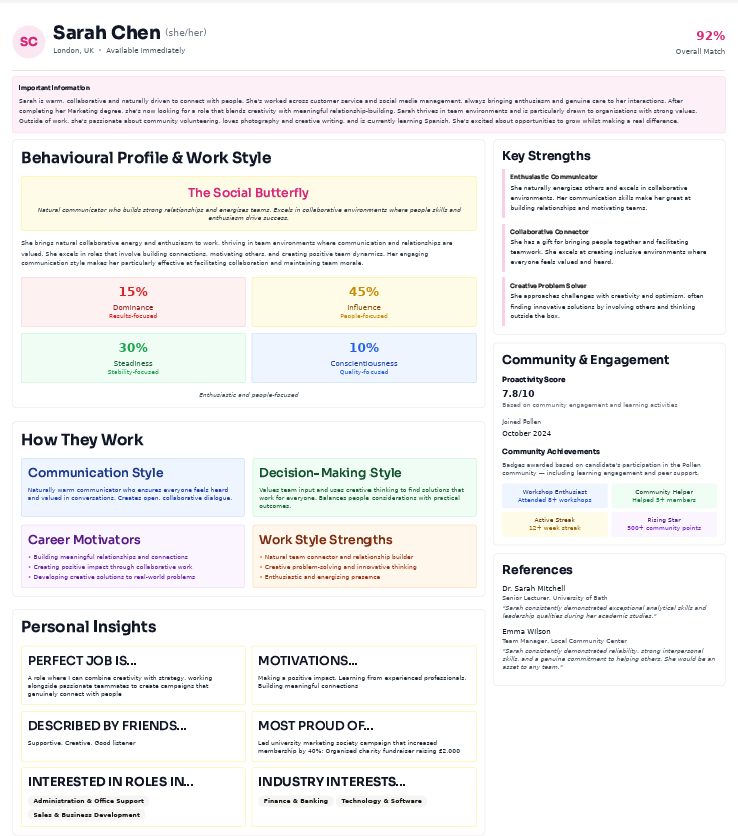 SC
Sarah Chen (she/her)
London, UK • Available Immediately
92%
Overall Match
Important Information
Sarah is warm, collaborative and naturally driven to connect with people. She's worked across customer service and social media management, always bringing enthusiasm and genuine care to her interactions. After
completing her Marketing degree, she's now looking for a role that blends creativity with meaningful relationship-building. Sarah thrives in team environments and is particularly drawn to organizations with strong values.
Outside of work, she's passionate about community volunteering, loves photography and creative writing, and is currently learning Spanish. She's excited about opportunities to grow whilst making a real difference.
Behavioural Profile & Work Style
The Social Butterfly
Natural communicator who builds strong relationships and energizes teams. Excels in collaborative environments where people skills and
enthusiasm drive success.
She brings natural collaborative energy and enthusiasm to work, thriving in team environments where communication and relationships are
valued. She excels in roles that involve building connections, motivating others, and creating positive team dynamics. Her engaging
communication style makes her particularly effective at facilitating collaboration and maintaining team morale.
15%
Dominance
Results-focused
45%
Influence
People-focused
30%
Steadiness
Stability-focused
10%
Conscientiousness
Quality-focused
Enthusiastic and people-focused
How They Work
Communication Style
Naturally warm communicator who ensures everyone feels heard
and valued in conversations. Creates open, collaborative dialogue.
Decision-Making Style
Values team input and uses creative thinking to find solutions that
work for everyone. Balances people considerations with practical
outcomes.
Career Motivators
• Building meaningful relationships and connections
• Creating positive impact through collaborative work
• Developing creative solutions to real-world problems
Work Style Strengths
• Natural team connector and relationship builder
• Creative problem-solving and innovative thinking
• Enthusiastic and energizing presence
Personal Insights
PERFECT JOB IS...
A role where I can combine creativity with strategy, working
alongside passionate teammates to create campaigns that
genuinely connect with people
MOTIVATIONS...
Making a positive impact, Learning from experienced professionals,
Building meaningful connections
DESCRIBED BY FRIENDS...
Supportive, Creative, Good listener
MOST PROUD OF...
Led university marketing society campaign that increased
membership by 40%; Organised charity fundraiser raising £2,000
INTERESTED IN ROLES IN...
Administration & Office Support
Sales & Business Development
INDUSTRY INTERESTS...
Finance & Banking Technology & Software
Key Strengths
Enthusiastic Communicator
She naturally energizes others and excels in collaborative
environments. Her communication skills make her great at
building relationships and motivating teams.
Collaborative Connector
She has a gift for bringing people together and facilitating
teamwork. She excels at creating inclusive environments where
everyone feels valued and heard.
Creative Problem Solver
She approaches challenges with creativity and optimism, often
finding innovative solutions by involving others and thinking
outside the box.
Community & Engagement
Proactivity Score
7.8/10
Based on community engagement and learning activities
Joined Pollen
October 2024
Community Achievements
Badges awarded based on candidate's participation in the Pollen
community — including learning engagement and peer support.
Workshop Enthusiast
Attended 8+ workshops
Community Helper
Helped 5+ members
Active Streak
12+ week streak
Rising Star
500+ community points
References
Dr. Sarah Mitchell
Senior Lecturer, University of Bath
"Sarah consistently demonstrated exceptional analytical skills and
leadership qualities during her academic studies."
Emma Wilson
Team Manager, Local Community Center
"Sarah consistently demonstrated reliability, strong interpersonal
skills, and a genuine commitment to helping others. She would be an
asset to any team."